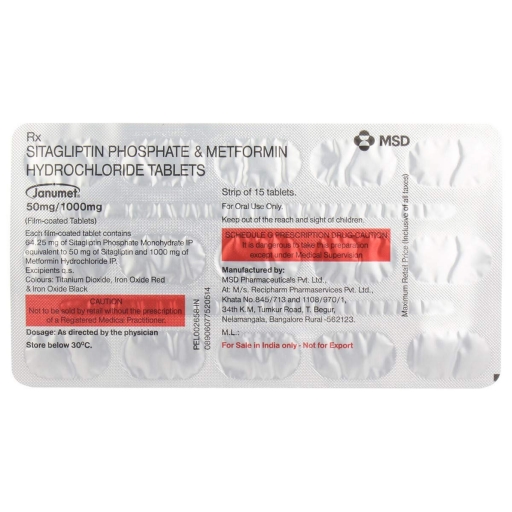 Rx
SITAGLIPTIN PHOSPHATE & METFORMIN
HYDROCHLORIDE TABLETS
Janumet®
50mg/1000mg
(Film-coated Tablets)
Each film-coated tablet contains
64.25 mg of Sitagliptin Phosphate Monohydrate IP
equivalent to 50 mg of Sitagliptin and 1000 mg of
Metformin Hydrochloride IP.
Excipients q.s.
Colours: Titanium Dioxide, Iron Oxide Red
& Iron Oxide Black
CAUTION
Not to be sold by retail without the prescription
of a Registered Medical Practitioner.
Dosage: As directed by the physician
Store below 30°C.
PEL002658-IN
0890607752051４
MSD
Strip of 15 tablets.
For Oral Use Only.
Keep out of the reach and sight of children.
SCHEDULE G PRESCRIPTION DRUG-CAUTION
It is dangerous to take this preparation
except under Medical Supervision
Manufactured by:
MSD Pharmaceuticals Pvt. Ltd.,
At: M/s. Recipharm Pharmaservices Pvt. Ltd.,
Khata No. 845/713 and 1108/970/1,
34th K.M, Tumkur Road, T. Begur,
Nelamangala, Bangalore Rural -562123.
M.L.:
For Sale in India only - Not for Export
Maximum Retail Price (Inclusive of all taxes)